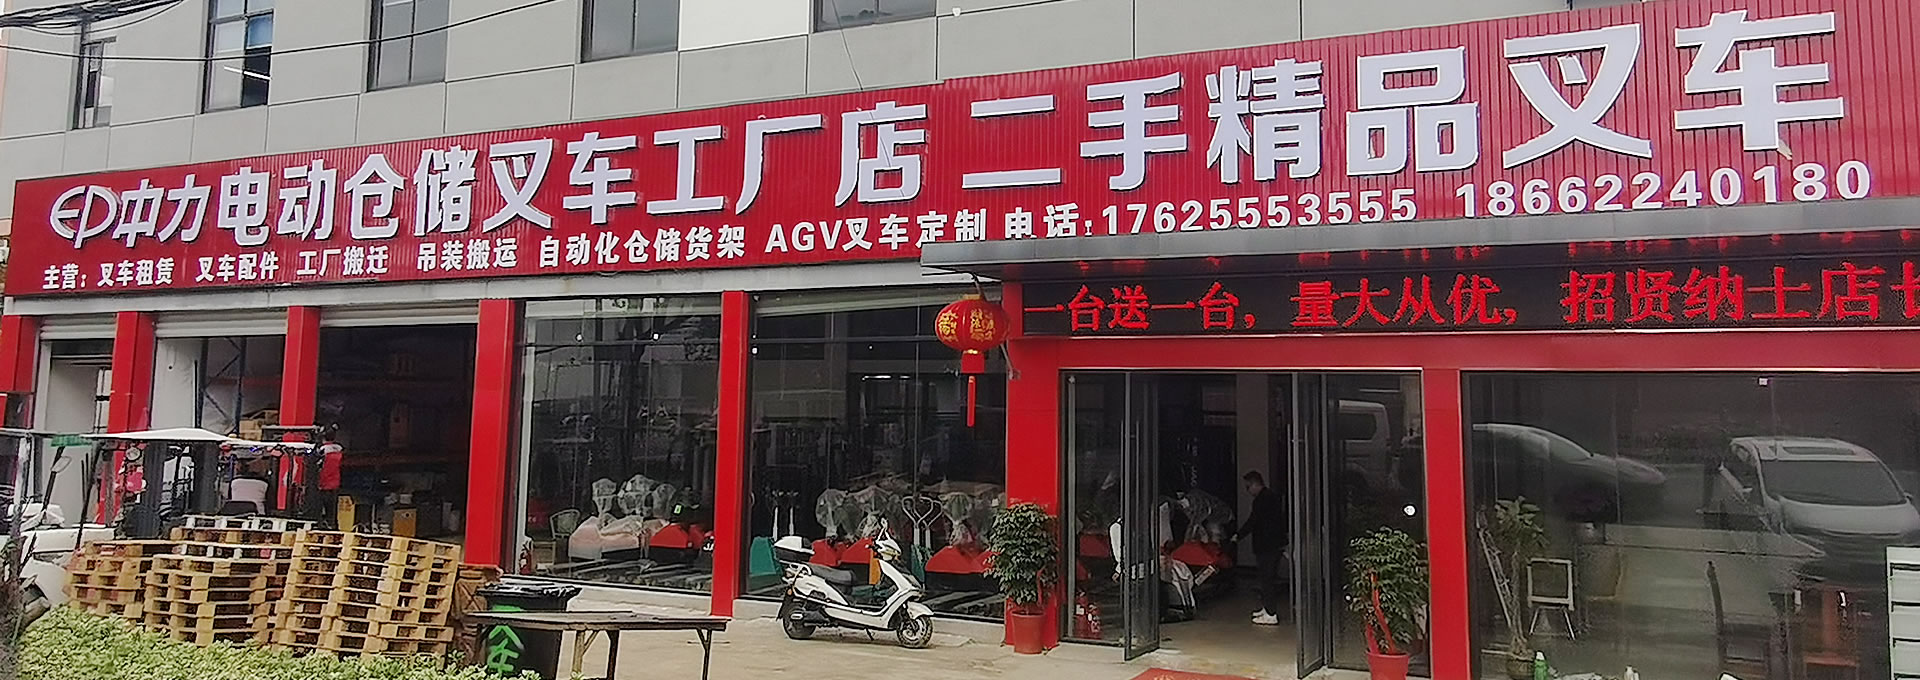 EP中力电动仓储叉车工厂店 二手精品叉车
主营：叉车租赁 叉车配件 工厂搬迁 吊装搬运 自动化仓储货架 AGV叉车定制 电话:17625553555 18662240180
一台送一台，量大从优，招贤纳士店长